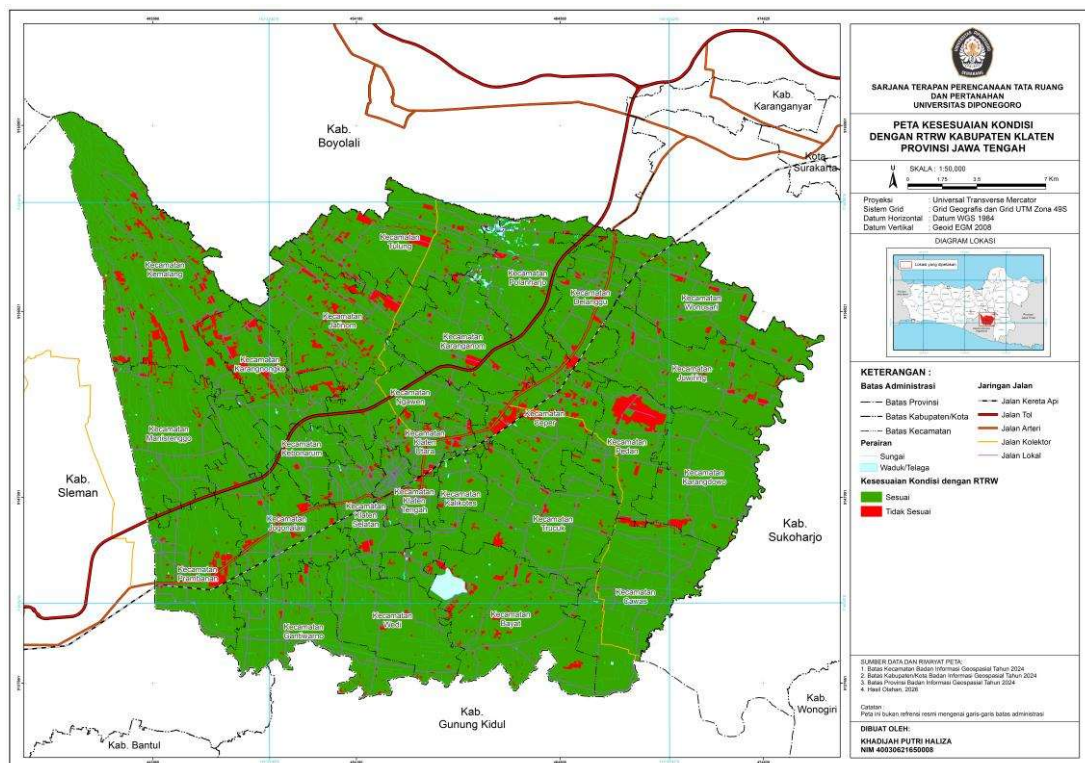 Kab.
Boyolali
Kab.
Karanganyar
Kota
Surakarta
Kecamatan
Tulung
Kecamatan
Kemalang
Kecamatan
Polanharjo
Kecamatan
Delanggu
Kecamatan
Wonosari
Kecamatan
Jatinom
Kecamatan
Karanganom
Kecamatan
Karangnongko
Kecamatan
Juwiring
Kecamatan
Ngawen
Kecamatan
Ceper
Kecamatan
Manisrenggo
Kecamatan
Kebonarum
Kecamatan
Klaten
Utara
Kecamatan
Pedan
Kecamatan
Karangdowo
Kab.
Sleman
Kecamatan
Jogonalan
Kecamatan
Klaten
Selatan
Kecamatan
Klaten
Tengah
Kecamatan
Kalikotes
Kecamatan
Trucuk
Kab.
Sukoharjo
Kecamatan
Prambanan
Kecamatan
Gantiwarno
Kecamatan
Wedi
Kecamatan
Bayat
Kecamatan
Cawas
Kab.
Gunung Kidul
Kab. Bantul
Kab.
Wonogiri
SARJANA TERAPAN PERENCANAAN TATA RUANG
DAN PERTANAHAN
UNIVERSITAS DIPONEGORO
PETA KESESUAIAN KONDISI
DENGAN RTRW KABUPATEN KLATEN
PROVINSI JAWA TENGAH
U
SKALA : 1:50,000
0 1.75 3.5 7 Km
Proyeksi : Universal Transverse Mercator
Sistem Grid : Grid Geografis dan Grid UTM Zona 49S
Datum Horizontal : Datum WGS 1984
Datum Vertikal : Geoid EGM 2008
DIAGRAM LOKASI
Lokasi yang dipetakan
KETERANGAN :
Batas Administrasi
Batas Provinsi
Batas Kabupaten/Kota
Batas Kecamatan
Perairan
Sungai
Waduk/Telaga
Jaringan Jalan
Jalan Kereta Api
Jalan Tol
Jalan Arteri
Jalan Kolektor
Jalan Lokal
Kesesuaian Kondisi dengan RTRW
Sesuai
Tidak Sesuai
SUMBER DATA DAN RIWAYAT PETA:
1. Batas Kecamatan Badan Informasi Geospasial Tahun 2024
2. Batas Kabupaten/Kota Badan Informasi Geospasial Tahun 2024
3. Batas Provinsi Badan Informasi Geospasial Tahun 2024
4. Hasil Olahan, 2026
Catatan :
Peta ini bukan refrensi resmi mengenai garis-garis batas administrasi
DIBUAT OLEH:
KHADIJAH PUTRI HALIZA
NIM 40030621650008